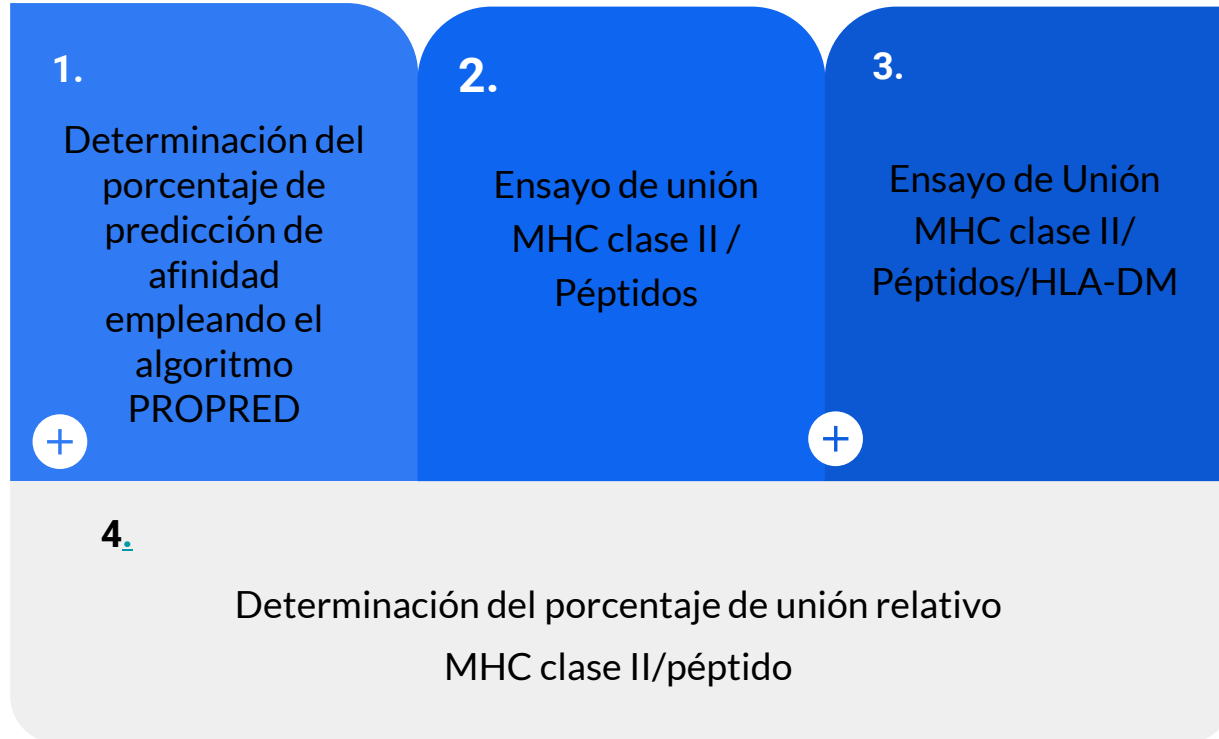 1.
Determinación del
porcentaje de
predicción de
afinidad
empleando el
algoritmo
PROPRED
2.
Ensayo de unión
MHC clase II /
Péptidos
3.
Ensayo de Unión
MHC clase II/
Péptidos/HLA-DM
4.
Determinación del porcentaje de unión relativo
MHC clase II/péptido